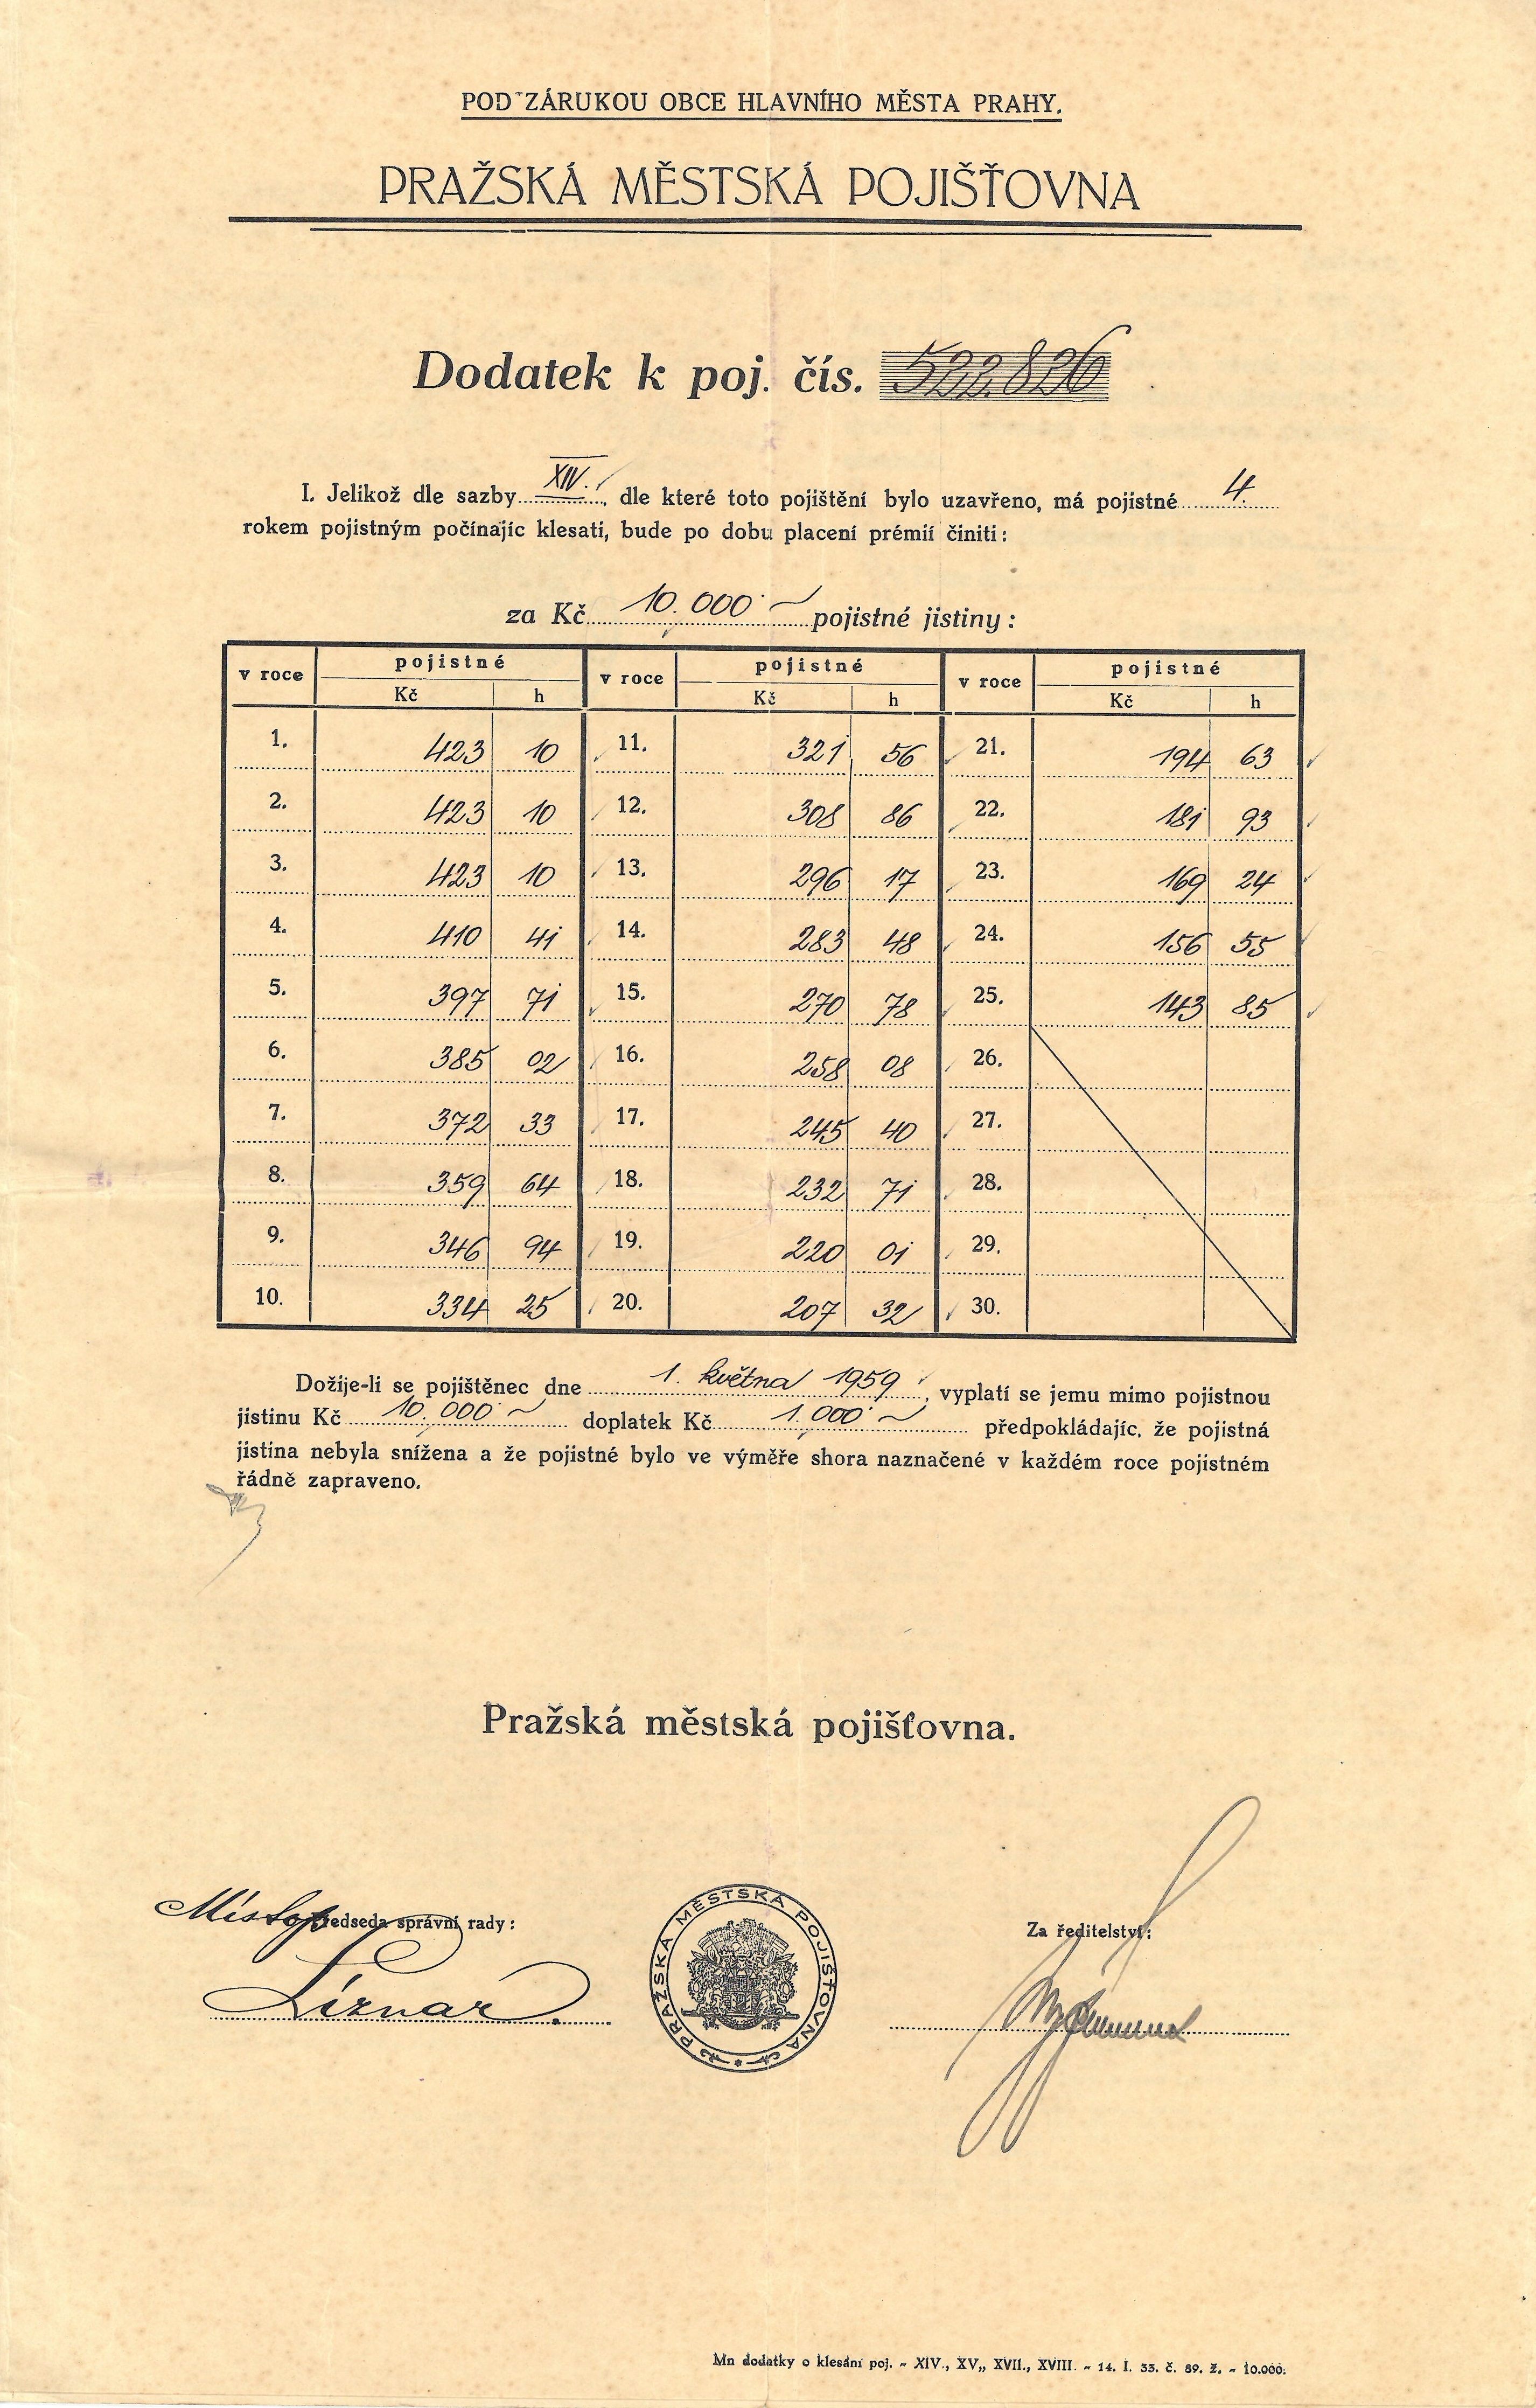 POD ZÁRUKOU OBCE HLAVNÍHO MĚSTA PRAHY.
PRAŽSKÁ MĚSTSKÁ POJIŠŤOVNA
Dodatek k poj. čís. 522.826
I. Jelikož dle sazby XIV., dle které toto pojištění bylo uzavřeno, má pojistné 4.
rokem pojistným počínajíc klesati, bude po dobu placení prémií činiti:
za Kč 10.000·~ pojistné jistiny:
v roce pojistné v roce pojistné v roce pojistné
Kč h Kč h Kč h
1. 423 10 11. 321 56 21. 194 63
2. 423 10 12. 308 86 22. 181 93
3. 423 10 13. 296 17 23. 169 24
4. 410 41 14. 283 48 24. 156 55
5. 397 71 15. 270 78 25. 143 85
6. 385 02 16. 258 08 26.
7. 372 33 17. 245 40 27.
8. 359 64 18. 232 71 28.
9. 346 94 19. 220 01 29.
10. 334 25 20. 207 32 30.
Dožije-li se pojištěnec dne 1. května 1959, vyplatí se jemu mimo pojistnou
jistinu Kč 10.000·~ doplatek Kč 1.000·~ předpokládajíc, že pojistná
jistina nebyla snížena a že pojistné bylo ve výměře shora naznačené v každém roce pojistném
řádně zapraveno.
Pražská městská pojišťovna.
Místopředseda správní rady:
Líznar.
PRAŽSKÁ MĚSTSKÁ POJIŠŤOVNA
Za ředitelství:
Mn dodatky o klesání poj. - XIV., XV,, XVII., XVIII. - 14. I. 33. č. 89. ž. - 10.000.